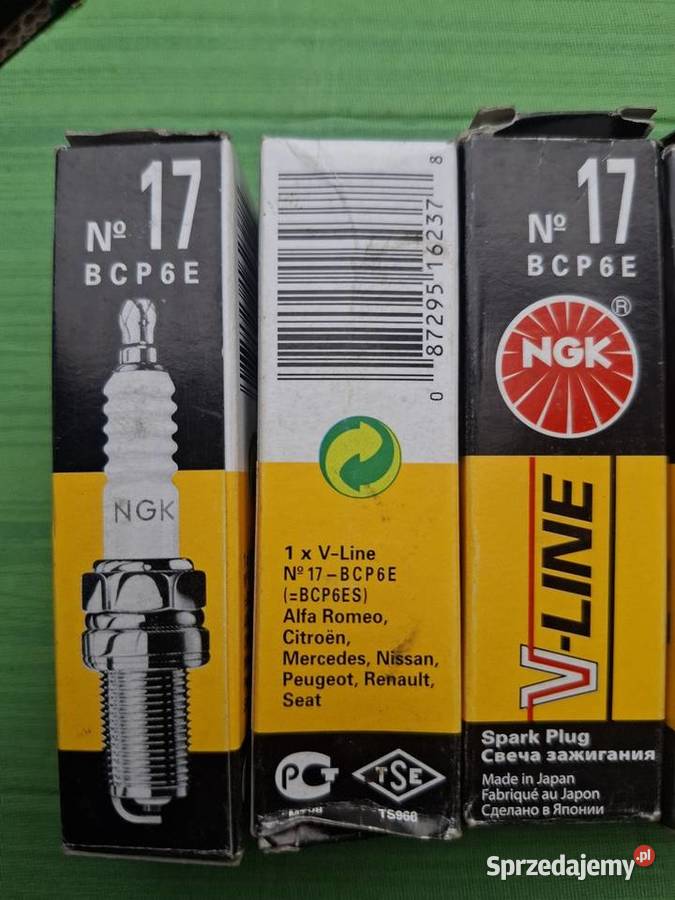 Nº 17
BCP6E
NGK
0 87295 16237 8
1 x V-Line
Nº 17 – BCP6E
(=BCP6ES)
Alfa Romeo,
Citroën,
Mercedes, Nissan,
Peugeot, Renault,
Seat
PCT
TSE
TS960
Nº 17
BCP6E
NGK®
V-LINE
Spark Plug
Свеча зажигания
Made in Japan
Fabriqué au Japon
Сделано в Японии
Sprzedajemy.pl